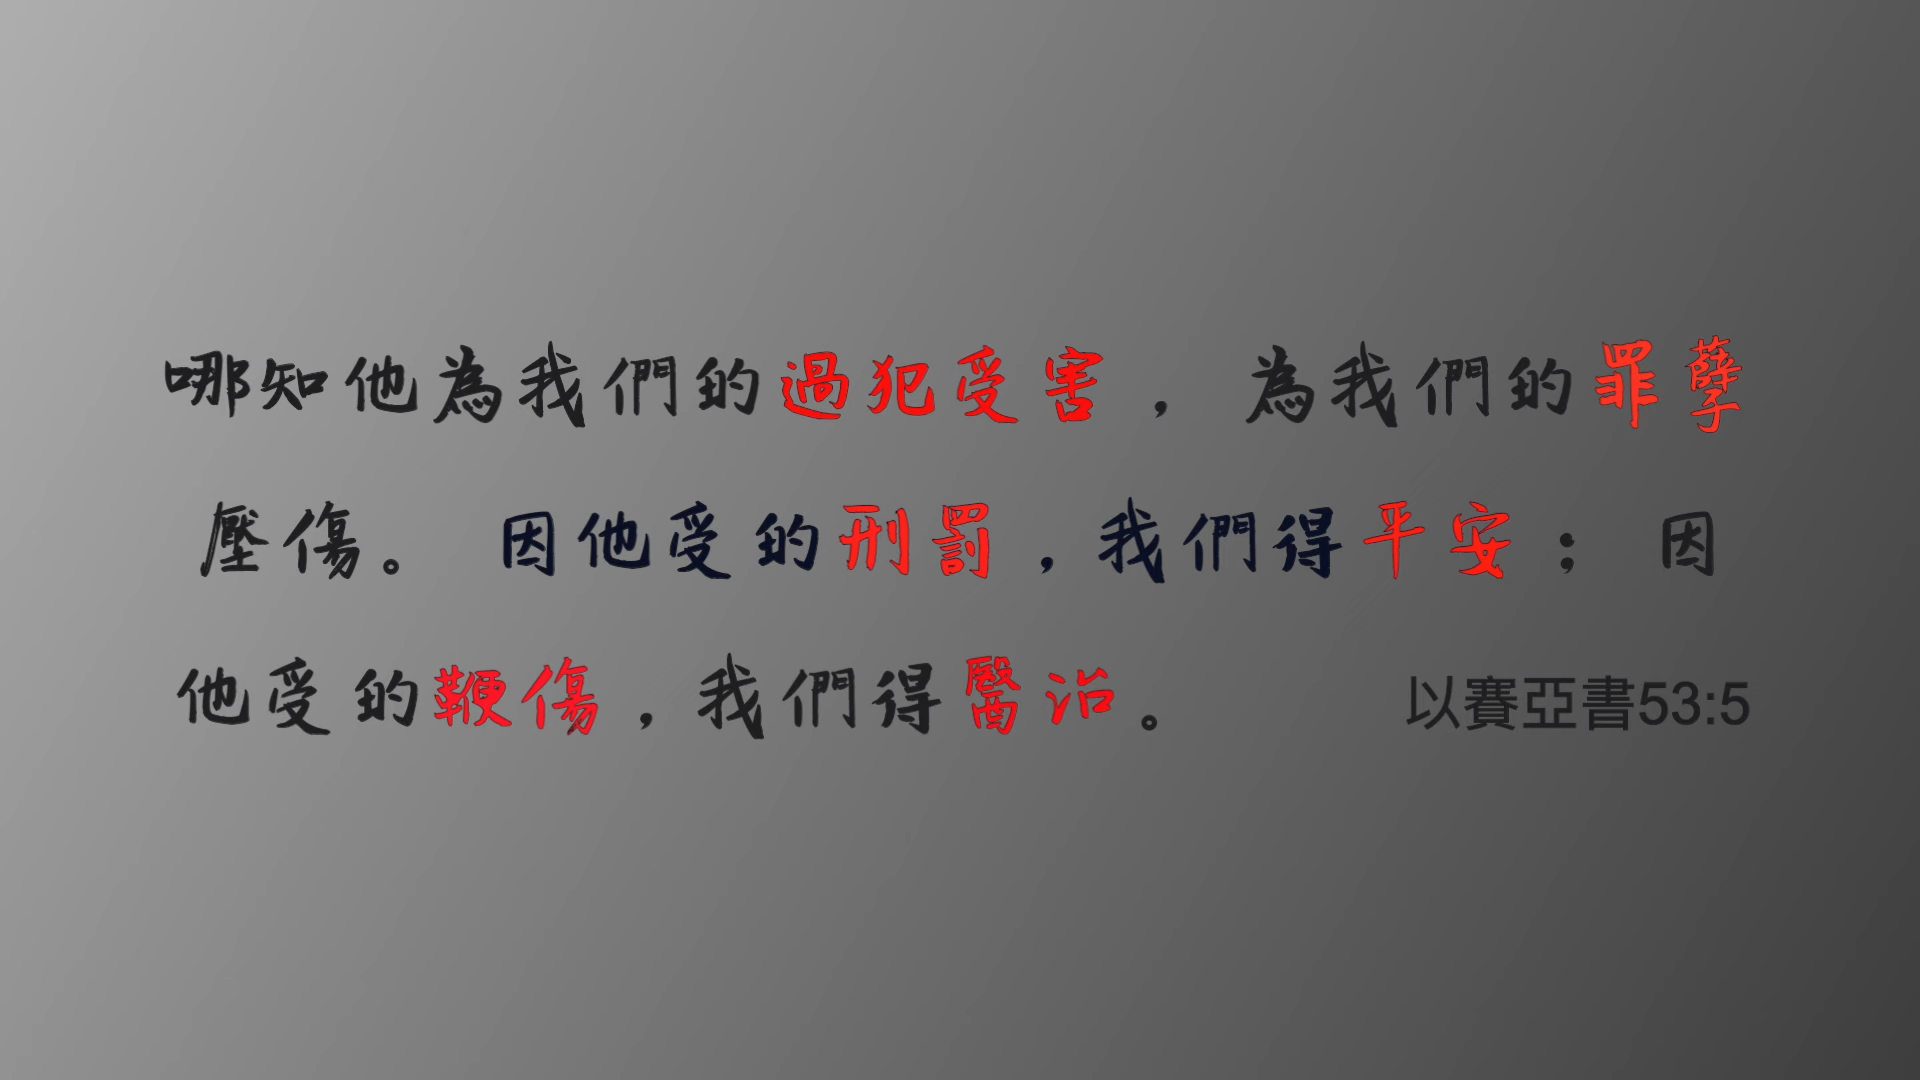 哪知他為我們的過犯受害，為我們的罪孽
壓傷。因他受的刑罰，我們得平安；因
他受的鞭傷，我們得醫治。 以賽亞書53:5